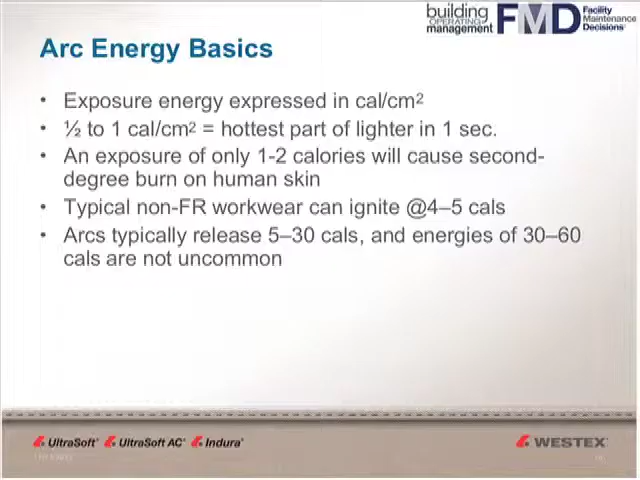 building
OPERATING
management
FMD
Facility
Maintenance
Decisions
Arc Energy Basics
• Exposure energy expressed in cal/cm2
• ½ to 1 cal/cm2 = hottest part of lighter in 1 sec.
• An exposure of only 1-2 calories will cause second-
degree burn on human skin
• Typical non-FR workwear can ignite @4–5 cals
• Arcs typically release 5–30 cals, and energies of 30–60
cals are not uncommon
UltraSoft® UltraSoft AC® Indura® WESTEX